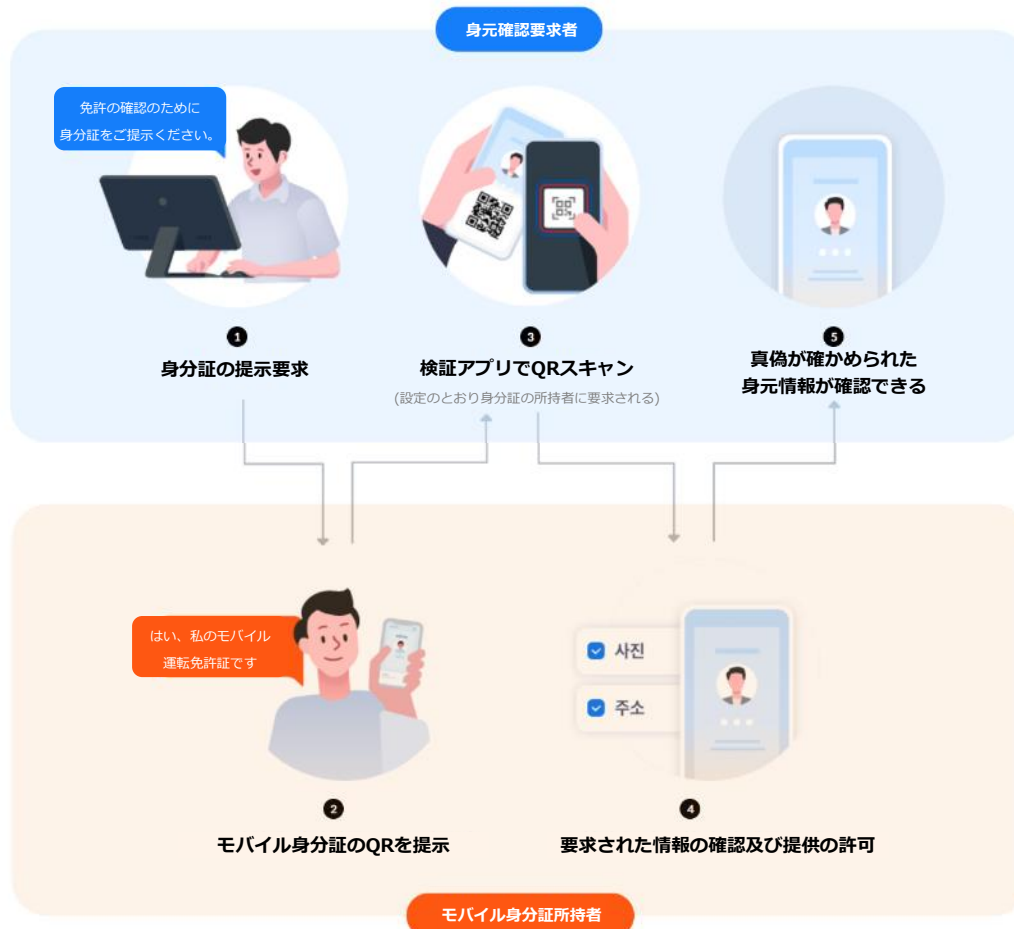 身元確認要求者
免許の確認のために
身分証をご提示ください。
1
身分証の提示要求
3
検証アプリでQRスキャン
(設定のとおり身分証の所持者に要求される)
5
真偽が確かめられた
身元情報が確認できる
はい、私のモバイル
運転免許証です
2
モバイル身分証のQRを提示
사진
주소
4
要求された情報の確認及び提供の許可
モバイル身分証所持者